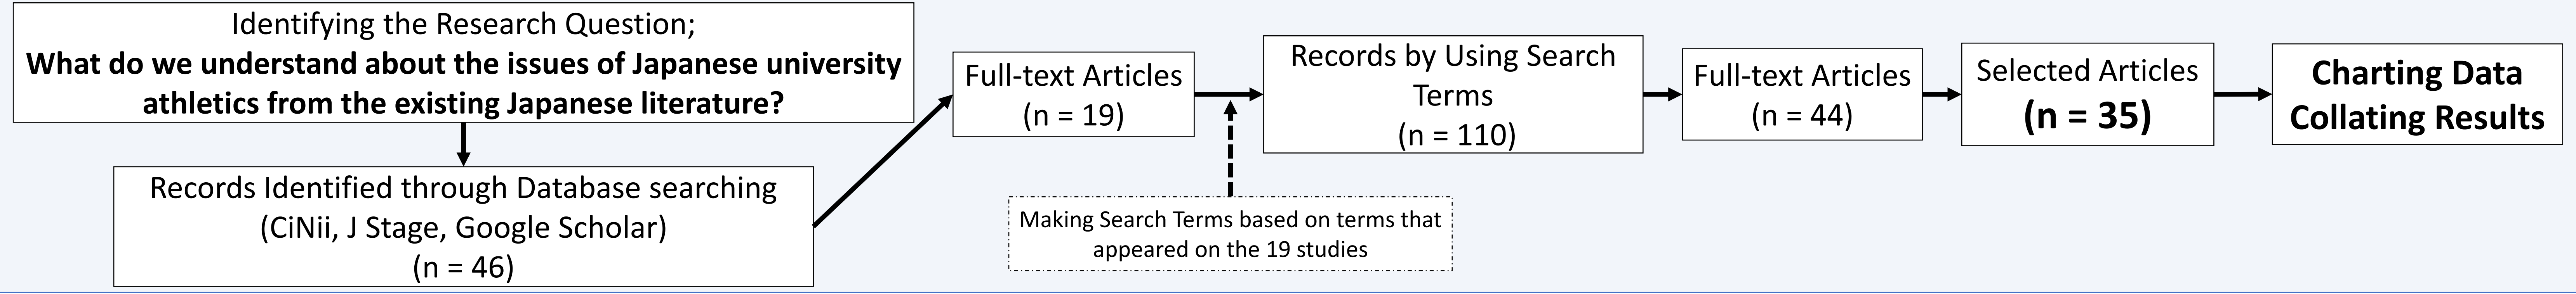 Identifying the Research Question;
What do we understand about the issues of Japanese university
athletics from the existing Japanese literature?
Records Identified through Database searching
(CiNii, J Stage, Google Scholar)
(n = 46)
Full-text Articles
(n = 19)
Making Search Terms based on terms that
appeared on the 19 studies
Records by Using Search
Terms
(n = 110)
Full-text Articles
(n = 44)
Selected Articles
(n = 35)
Charting Data
Collating Results